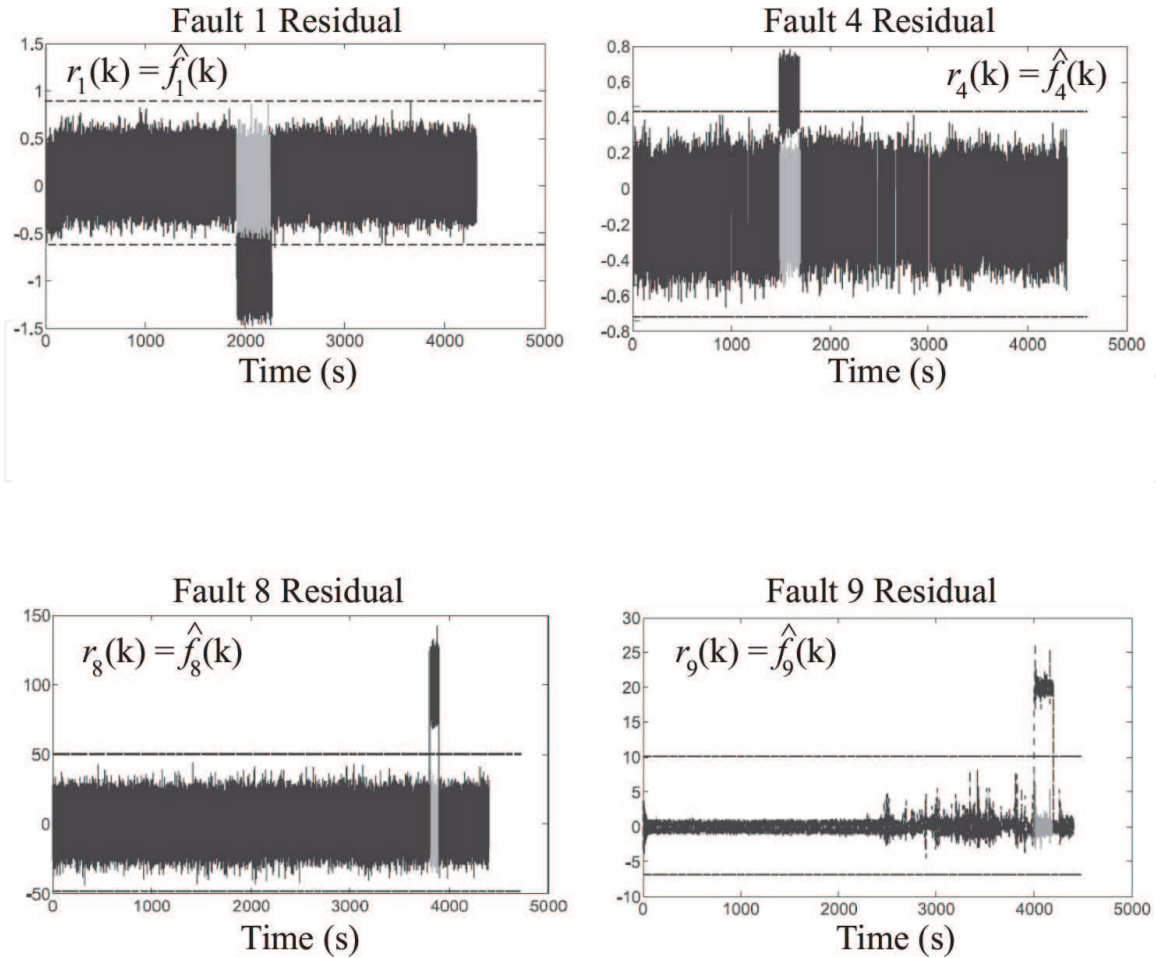 Fault 1 Residual
1.5
1
0.5
0
-0.5
-1
-1.5
r₁(k) = f̂₁(k)
0 1000 2000 3000 4000 5000
Time (s)
Fault 4 Residual
0.8
0.6
0.4
0.2
0
-0.2
-0.4
-0.6
-0.8
r₄(k) = f̂₄(k)
0 1000 2000 3000 4000 5000
Time (s)
Fault 8 Residual
150
100
50
0
-50
r₈(k) = f̂₈(k)
0 1000 2000 3000 4000 5000
Time (s)
Fault 9 Residual
30
25
20
15
10
5
0
-5
-10
r₉(k) = f̂₉(k)
0 1000 2000 3000 4000 5000
Time (s)